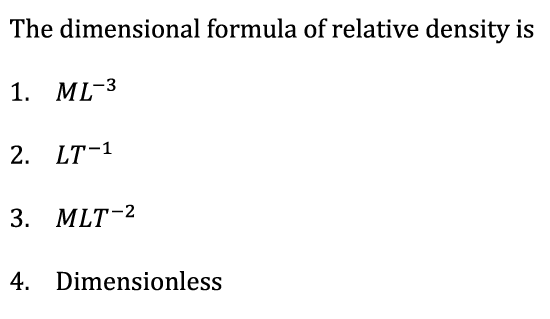 The dimensional formula of relative density is
1. ML⁻³
2. LT⁻¹
3. MLT⁻²
4. Dimensionless